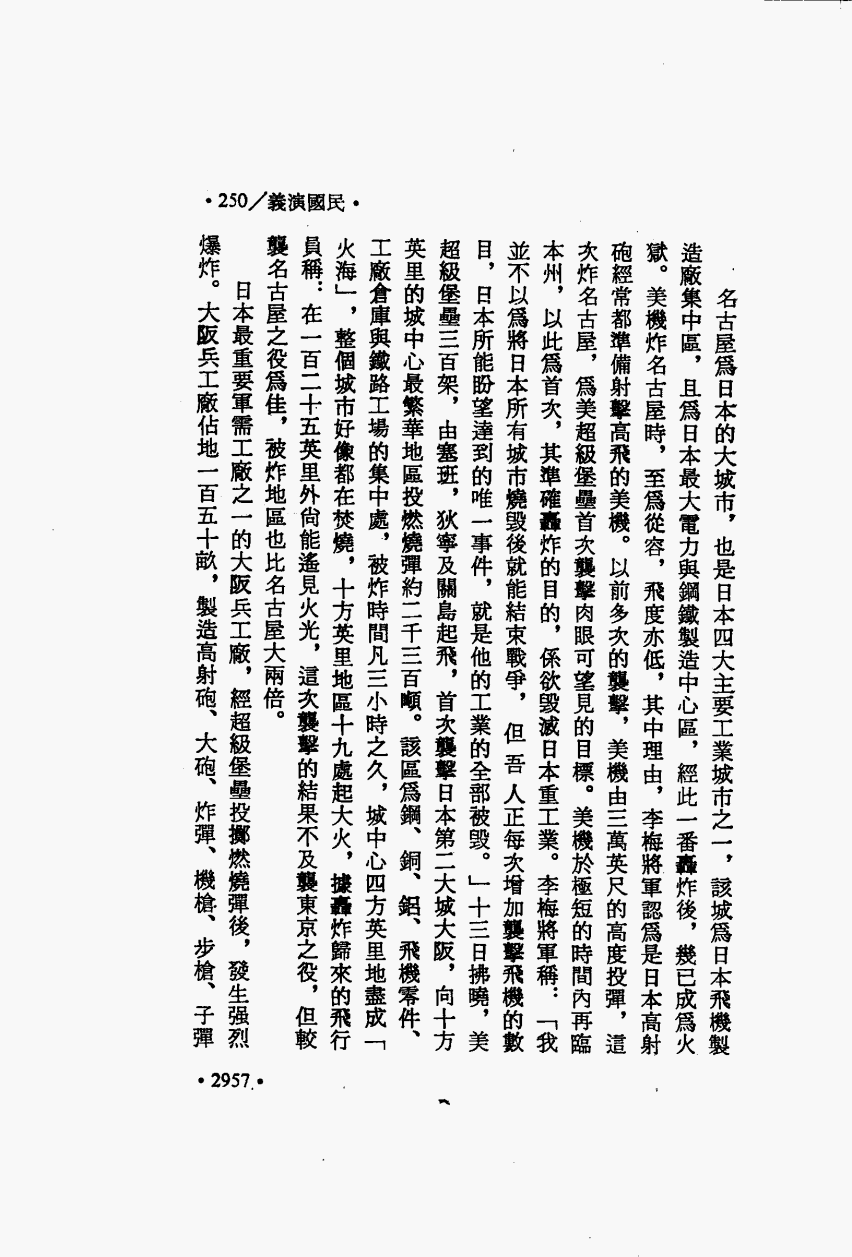 •250／義演國民•
名古屋爲日本的大城市，也是日本四大主要工業城市之一，該城爲日本飛機製
造廠集中區，且爲日本最大電力與鋼鐵製造中心區，經此一番轟炸後，幾已成爲火
獄。美機炸名古屋時，至爲從容，飛度亦低，其中理由，李梅將軍認爲是日本高射
砲經常都準備射擊高飛的美機。以前多次的襲擊，美機由三萬英尺的高度投彈，這
次炸名古屋，爲美超級堡壘首次襲擊肉眼可望見的目標。美機於極短的時間內再臨
本州，以此爲首次，其準確轟炸的目的，係欲毀滅日本重工業。李梅將軍稱：「我
並不以爲將日本所有城市燒毀後就能結束戰爭，但吾人正每次增加襲擊飛機的數
目，日本所能盼望達到的唯一事件，就是他的工業的全部被毀。」十三日拂曉，美
超級堡壘三百架，由塞班，狄寧及關島起飛，首次襲擊日本第二大城大阪，向十方
英里的城中心最繁華地區投燃燒彈約二千三百噸。該區爲鋼、銅、鋁、飛機零件、
工廠倉庫與鐵路工場的集中處，被炸時間凡三小時之久，城中心四方英里地盡成「
火海」，整個城市好像都在焚燒，十方英里地區十九處起大火，據轟炸歸來的飛行
員稱：在一百二十五英里外尙能遙見火光，這次襲擊的結果不及襲東京之役，但較
襲名古屋之役爲佳，被炸地區也比名古屋大兩倍。
日本最重要軍需工廠之一的大阪兵工廠，經超級堡壘投擲燃燒彈後，發生强烈
爆炸。大阪兵工廠佔地一百五十畝，製造高射砲、大砲、炸彈、機槍、步槍、子彈
•2957•